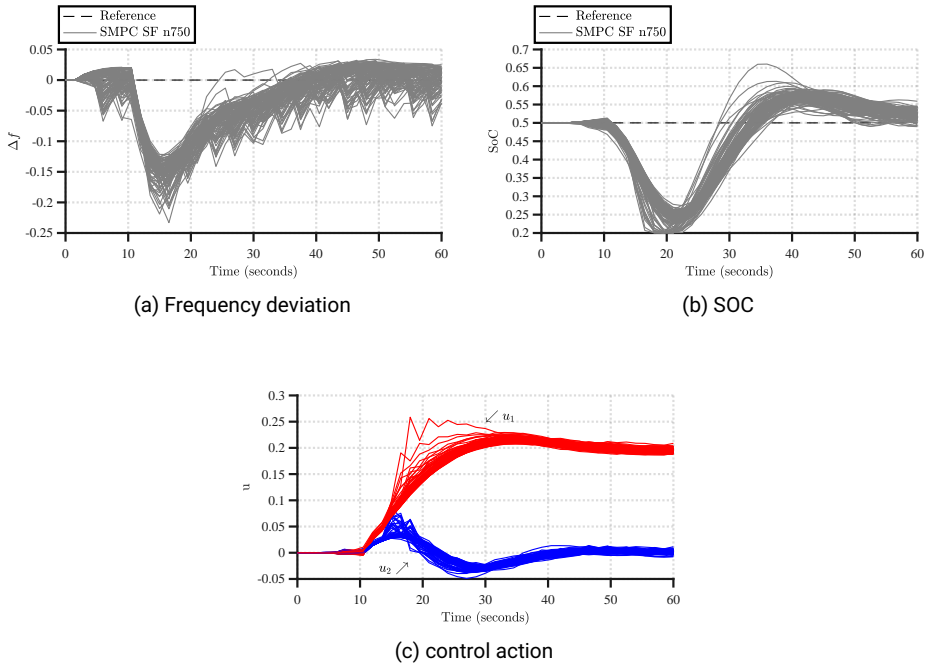 Reference
SMPC SF n750
0.05
0
-0.05
-0.1
-0.15
-0.2
-0.25
Δf
0 10 20 30 40 50 60
Time (seconds)
(a) Frequency deviation
Reference
SMPC SF n750
0.7
0.65
0.6
0.55
0.5
0.45
0.4
0.35
0.3
0.25
0.2
SoC
0 10 20 30 40 50 60
Time (seconds)
(b) SOC
0.3
0.25
0.2
0.15
0.1
0.05
0
-0.05
u
u₁
u₂
0 10 20 30 40 50 60
Time (seconds)
(c) control action